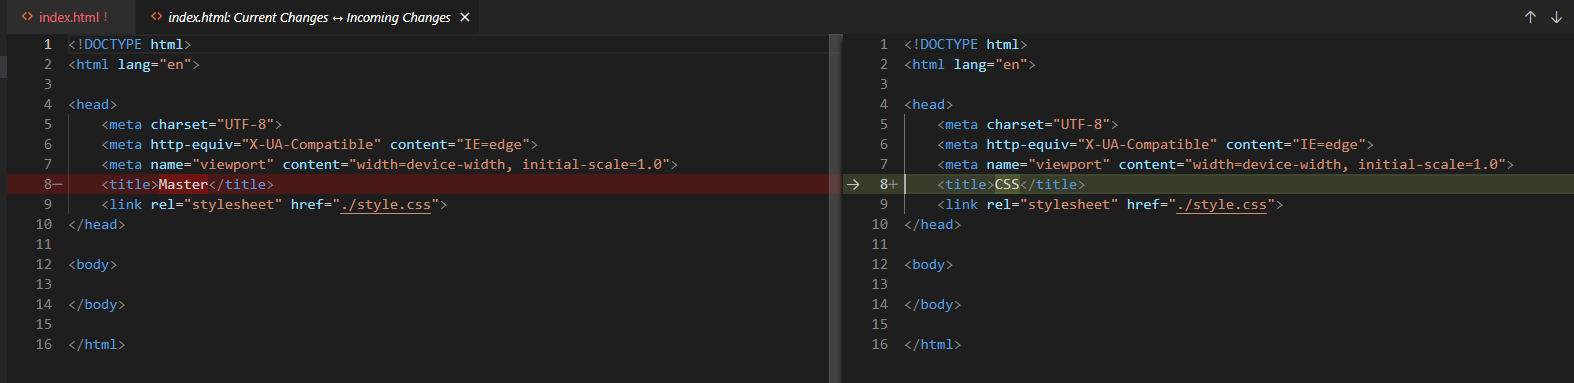 index.html !
index.html: Current Changes ↔ Incoming Changes
1 <!DOCTYPE html>
2 <html lang="en">
3
4 <head>
5     <meta charset="UTF-8">
6     <meta http-equiv="X-UA-Compatible" content="IE=edge">
7     <meta name="viewport" content="width=device-width, initial-scale=1.0">
8—     <title>Master</title>
9     <link rel="stylesheet" href="./style.css">
10 </head>
11
12 <body>
13
14 </body>
15
16 </html>
1 <!DOCTYPE html>
2 <html lang="en">
3
4 <head>
5     <meta charset="UTF-8">
6     <meta http-equiv="X-UA-Compatible" content="IE=edge">
7     <meta name="viewport" content="width=device-width, initial-scale=1.0">
8+     <title>CSS</title>
9     <link rel="stylesheet" href="./style.css">
10 </head>
11
12 <body>
13
14 </body>
15
16 </html>